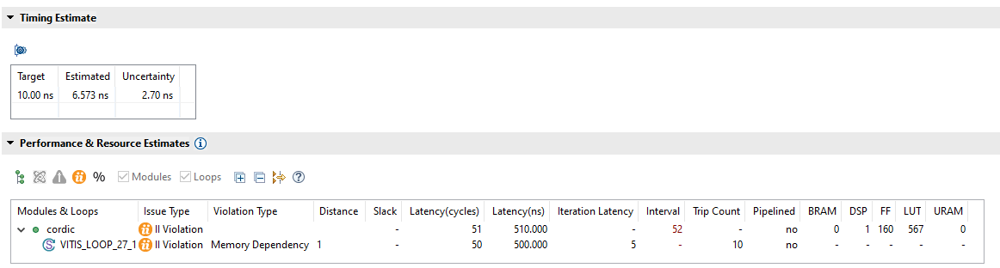 Timing Estimate
Target Estimated Uncertainty
10.00 ns 6.573 ns 2.70 ns
Performance & Resource Estimates
% Modules Loops
Modules & Loops Issue Type Violation Type Distance Slack Latency(cycles) Latency(ns) Iteration Latency Interval Trip Count Pipelined BRAM DSP FF LUT URAM
cordic II Violation - 51 510.000 - 52 - no 0 1 160 567 0
VITIS_LOOP_27_1 II Violation Memory Dependency 1 - 50 500.000 5 - 10 no - - - - -